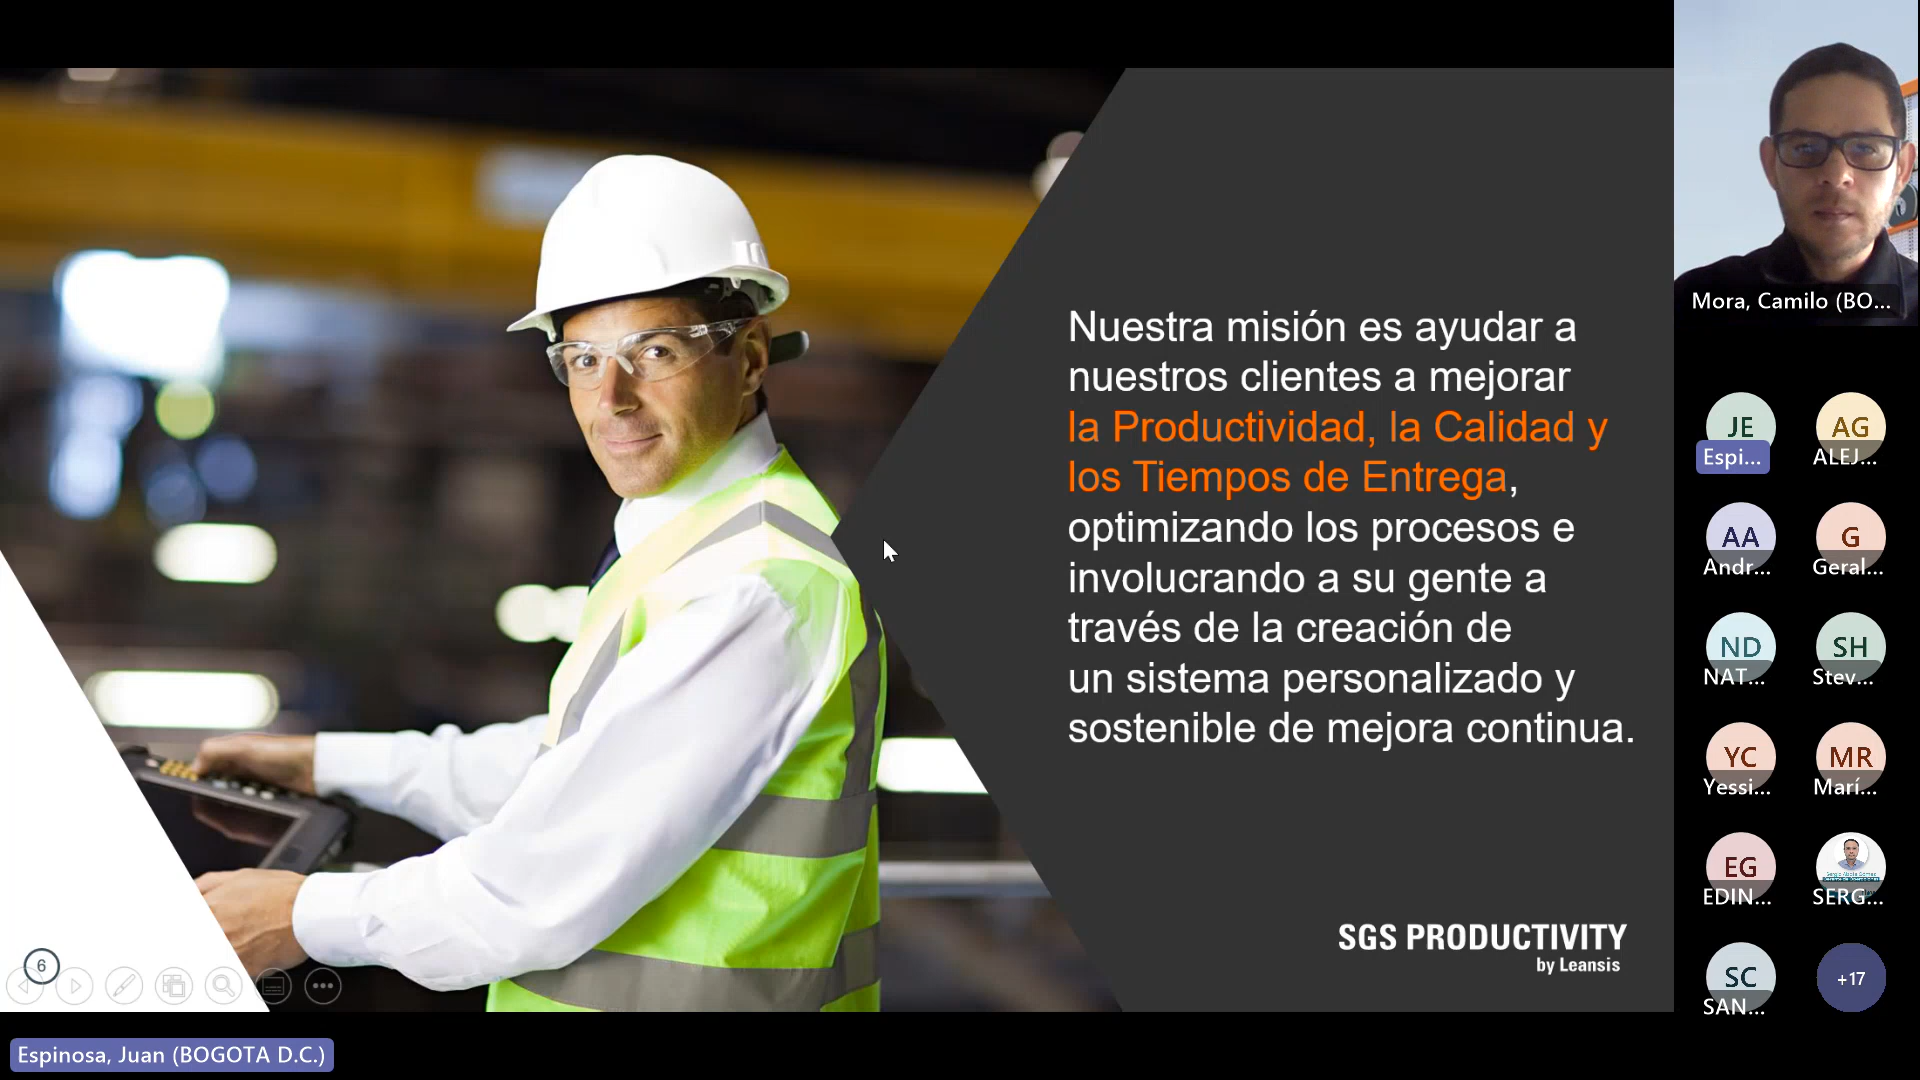 Nuestra misión es ayudar a
nuestros clientes a mejorar
la Productividad, la Calidad y
los Tiempos de Entrega,
optimizando los procesos e
involucrando a su gente a
través de la creación de
un sistema personalizado y
sostenible de mejora continua.
SGS PRODUCTIVITY
by Leansis
6
Espinosa, Juan (BOGOTA D.C.)
Mora, Camilo (BO...
JE
Espi...
AG
ALEJ...
AA
Andr...
G
Geral...
ND
NAT...
SH
Stev...
YC
Yessi...
MR
Marí...
EG
EDIN...
SERG...
SC
SAN...
+17